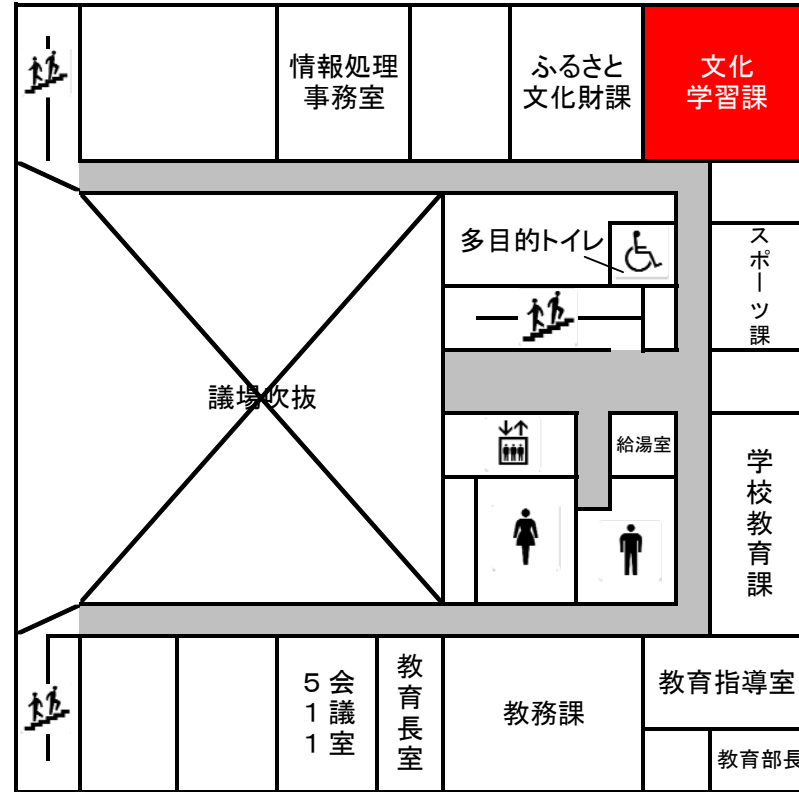 情報処理
事務室
ふるさと
文化財課
文化
学習課
多目的トイレ
スポーツ課
議場吹抜
給湯室
学校教育課
５１１
会議室
教育長室
教務課
教育指導室
教育部長